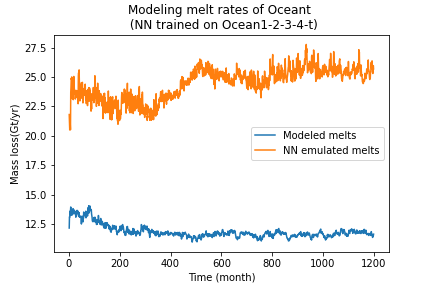 Modeling melt rates of Oceant
(NN trained on Ocean1-2-3-4-t)
27.5
25.0
22.5
20.0
17.5
15.0
12.5
Mass loss(Gt/yr)
Modeled melts
NN emulated melts
0 200 400 600 800 1000 1200
Time (month)